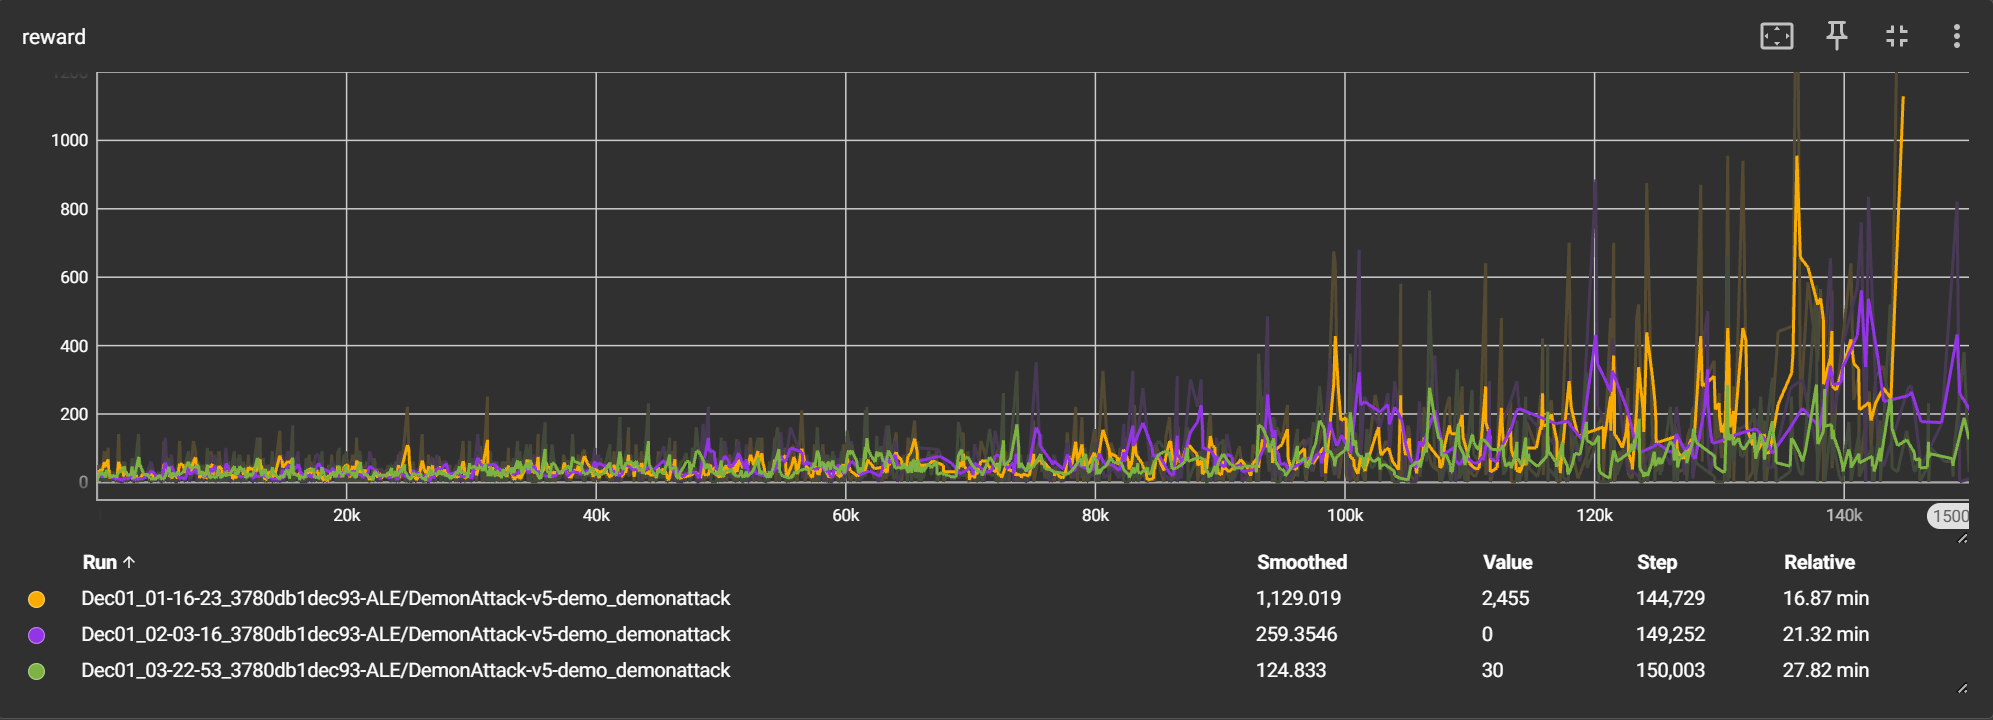 reward
1200
1000
800
600
400
200
0
20k 40k 60k 80k 100k 120k 140k 1500
Run Smoothed Value Step Relative
Dec01_01-16-23_3780db1dec93-ALE/DemonAttack-v5-demo_demonattack 1,129.019 2,455 144,729 16.87 min
Dec01_02-03-16_3780db1dec93-ALE/DemonAttack-v5-demo_demonattack 259.3546 0 149,252 21.32 min
Dec01_03-22-53_3780db1dec93-ALE/DemonAttack-v5-demo_demonattack 124.833 30 150,003 27.82 min